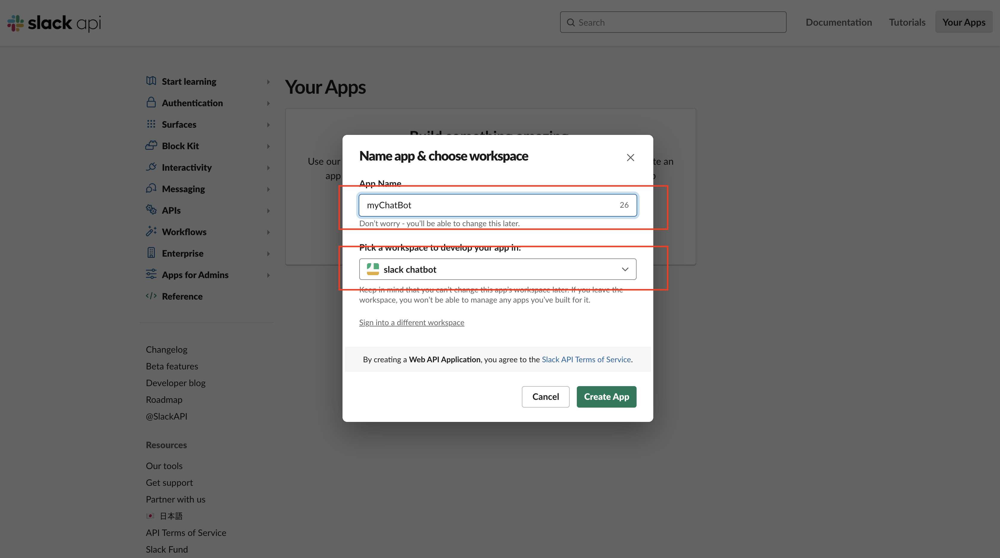 slack api
Search
Documentation
Tutorials
Your Apps
Start learning
Authentication
Surfaces
Block Kit
Interactivity
Messaging
APIs
Workflows
Enterprise
Apps for Admins
Reference
Changelog
Beta features
Developer blog
Roadmap
@SlackAPI
Resources
Our tools
Get support
Partner with us
日本語
API Terms of Service
Slack Fund
Your Apps
Build something amazing
Use our
te an
app
Name app & choose workspace
App Name
myChatBot 26
Don't worry - you'll be able to change this later.
Pick a workspace to develop your app in:
slack chatbot
Keep in mind that you can't change this app's workspace later. If you leave the
workspace, you won't be able to manage any apps you've built for it.
Sign into a different workspace
By creating a Web API Application, you agree to the Slack API Terms of Service.
Cancel
Create App